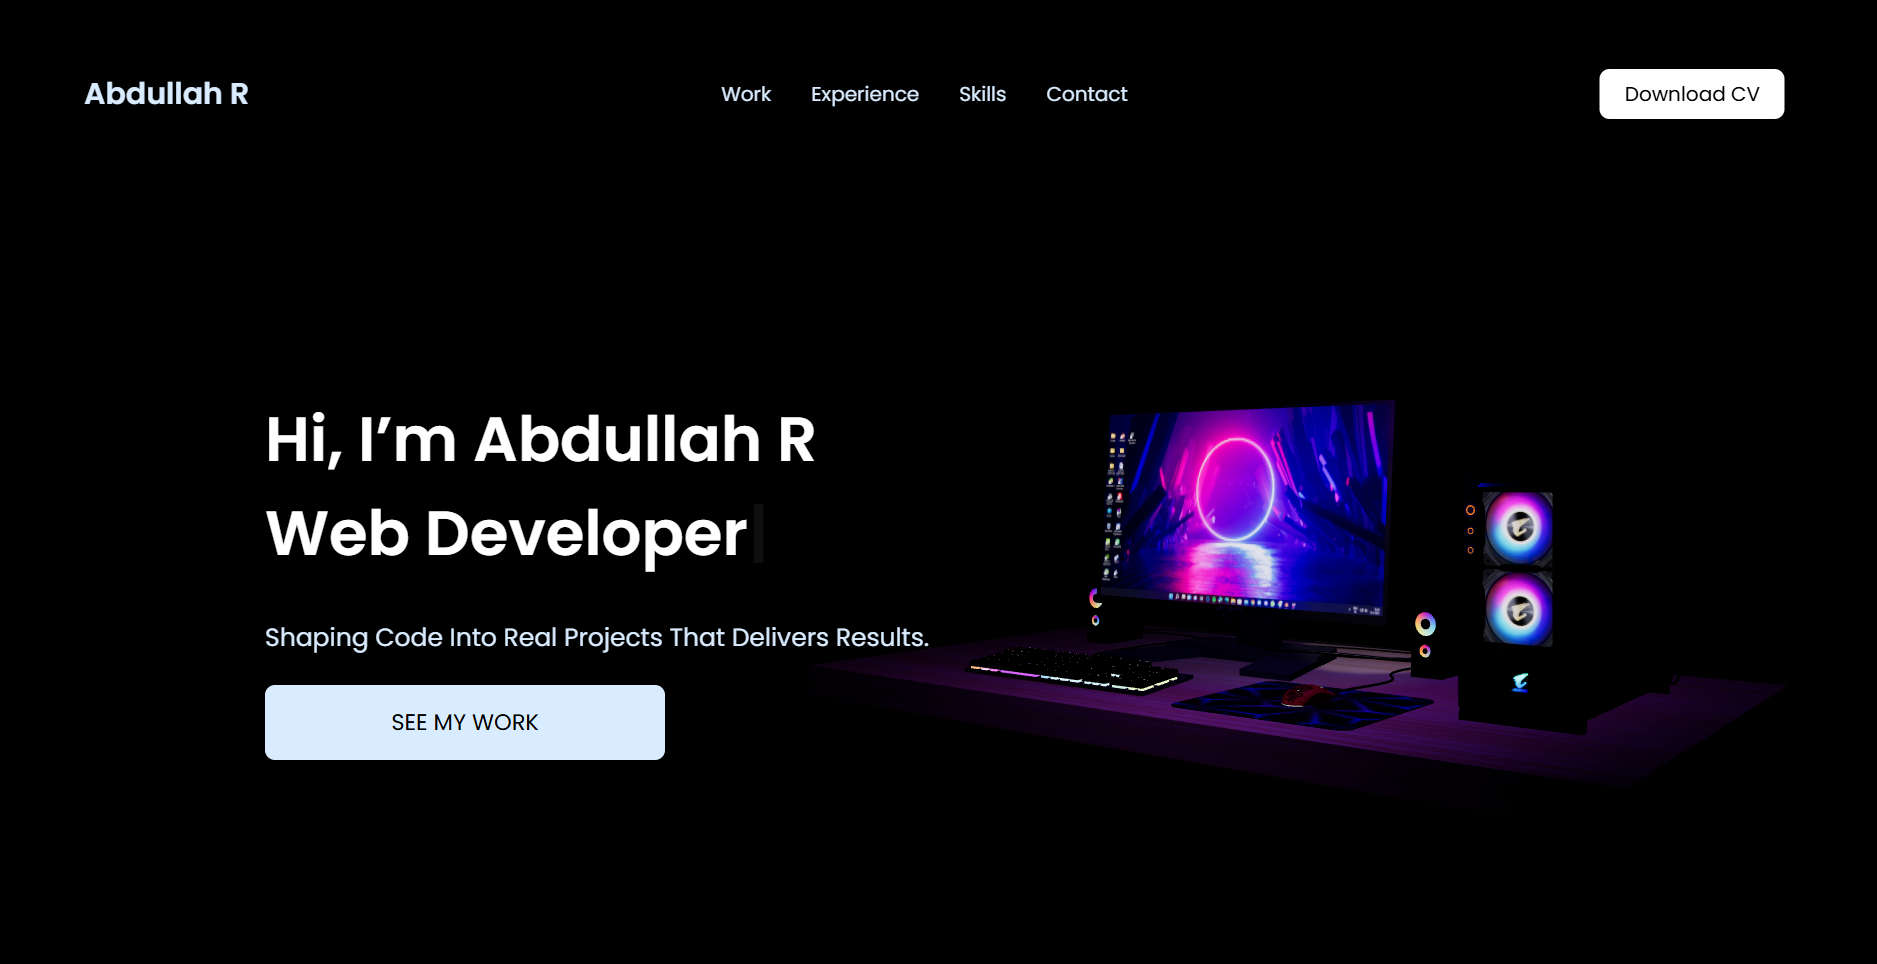 Abdullah R
Work Experience Skills Contact
Download CV
Hi, I’m Abdullah R
Web Developer
Shaping Code Into Real Projects That Delivers Results.
SEE MY WORK